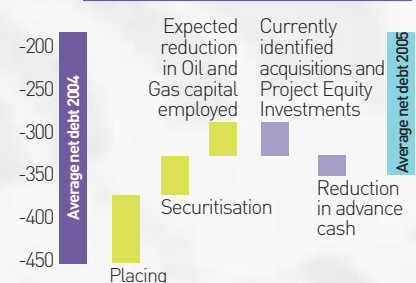 -200
-250
-300
-350
-400
-450
Average net debt 2004
Placing
Securitisation
Expected
reduction
in Oil and
Gas capital
employed
Currently
identified
acquisitions and
Project Equity
Investments
Reduction
in advance
cash
Average net debt 2005